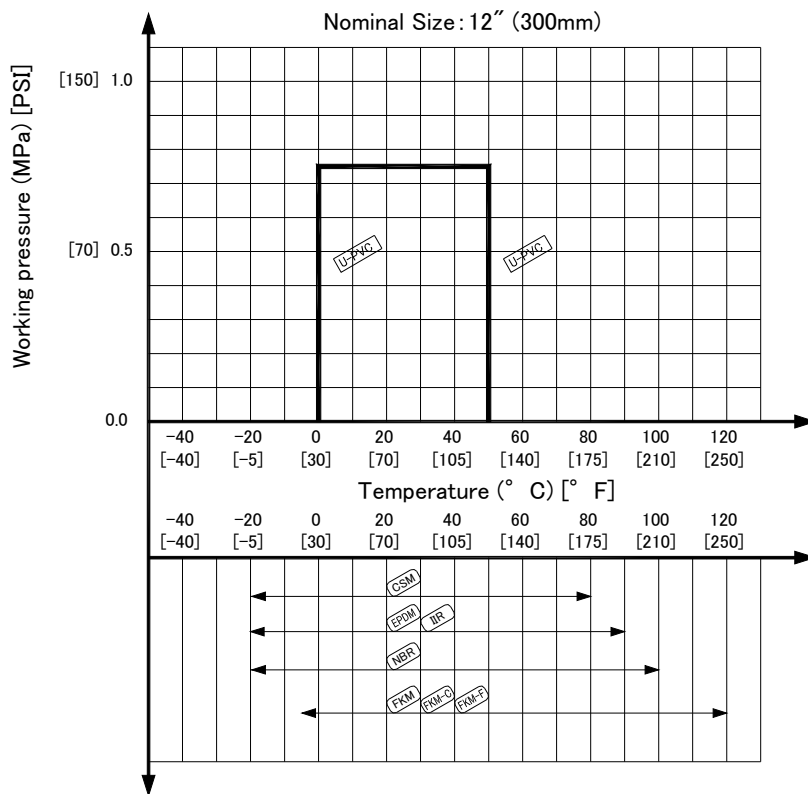 Nominal Size: 12" (300mm)
Working pressure (MPa) [PSI]
[150] 1.0
[70] 0.5
0.0
U-PVC U-PVC
-40 -20 0 20 40 60 80 100 120
[-40] [-5] [30] [70] [105] [140] [175] [210] [250]
Temperature (° C) [° F]
-40 -20 0 20 40 60 80 100 120
[-40] [-5] [30] [70] [105] [140] [175] [210] [250]
CSM
EPDM IIR
NBR
FKM FKM-C FKM-F